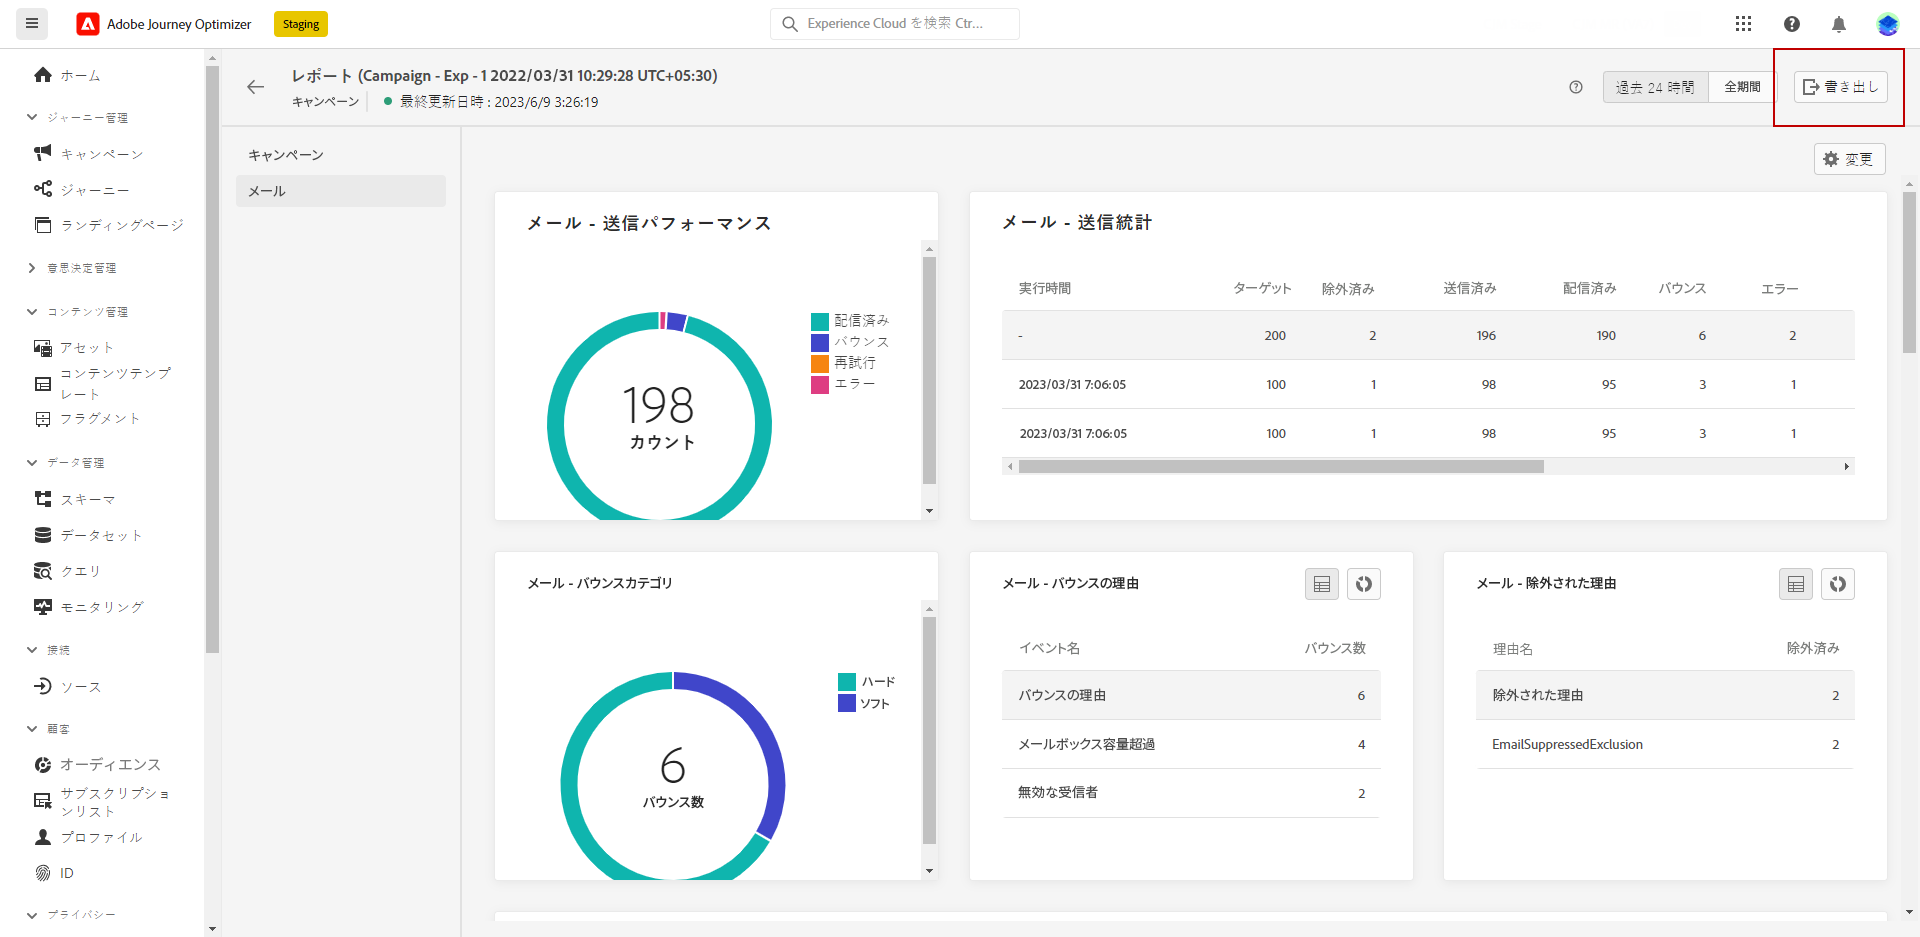 Adobe Journey Optimizer
Staging
Experience Cloud を検索 Ctr...
ホーム
ジャーニー管理
キャンペーン
ジャーニー
ランディングページ
意思決定管理
コンテンツ管理
アセット
コンテンツテンプ
レート
フラグメント
データ管理
スキーマ
データセット
クエリ
モニタリング
接続
ソース
顧客
オーディエンス
サブスクリプショ
ンリスト
プロファイル
ID
プライバシー
レポート (Campaign - Exp - 1 2022/03/31 10:29:28 UTC+05:30)
キャンペーン
最終更新日時 : 2023/6/9 3:26:19
過去 24 時間
全期間
書き出し
キャンペーン
メール
変更
メール - 送信パフォーマンス
198
カウント
配信済み
バウンス
再試行
エラー
メール - 送信統計
実行時間 ターゲット 除外済み 送信済み 配信済み バウンス エラー
- 200 2 196 190 6 2
2023/03/31 7:06:05 100 1 98 95 3 1
2023/03/31 7:06:05 100 1 98 95 3 1
メール - バウンスカテゴリ
6
バウンス数
ハード
ソフト
メール - バウンスの理由
イベント名 バウンス数
バウンスの理由 6
メールボックス容量超過 4
無効な受信者 2
メール - 除外された理由
理由名 除外済み
除外された理由 2
EmailSuppressedExclusion 2